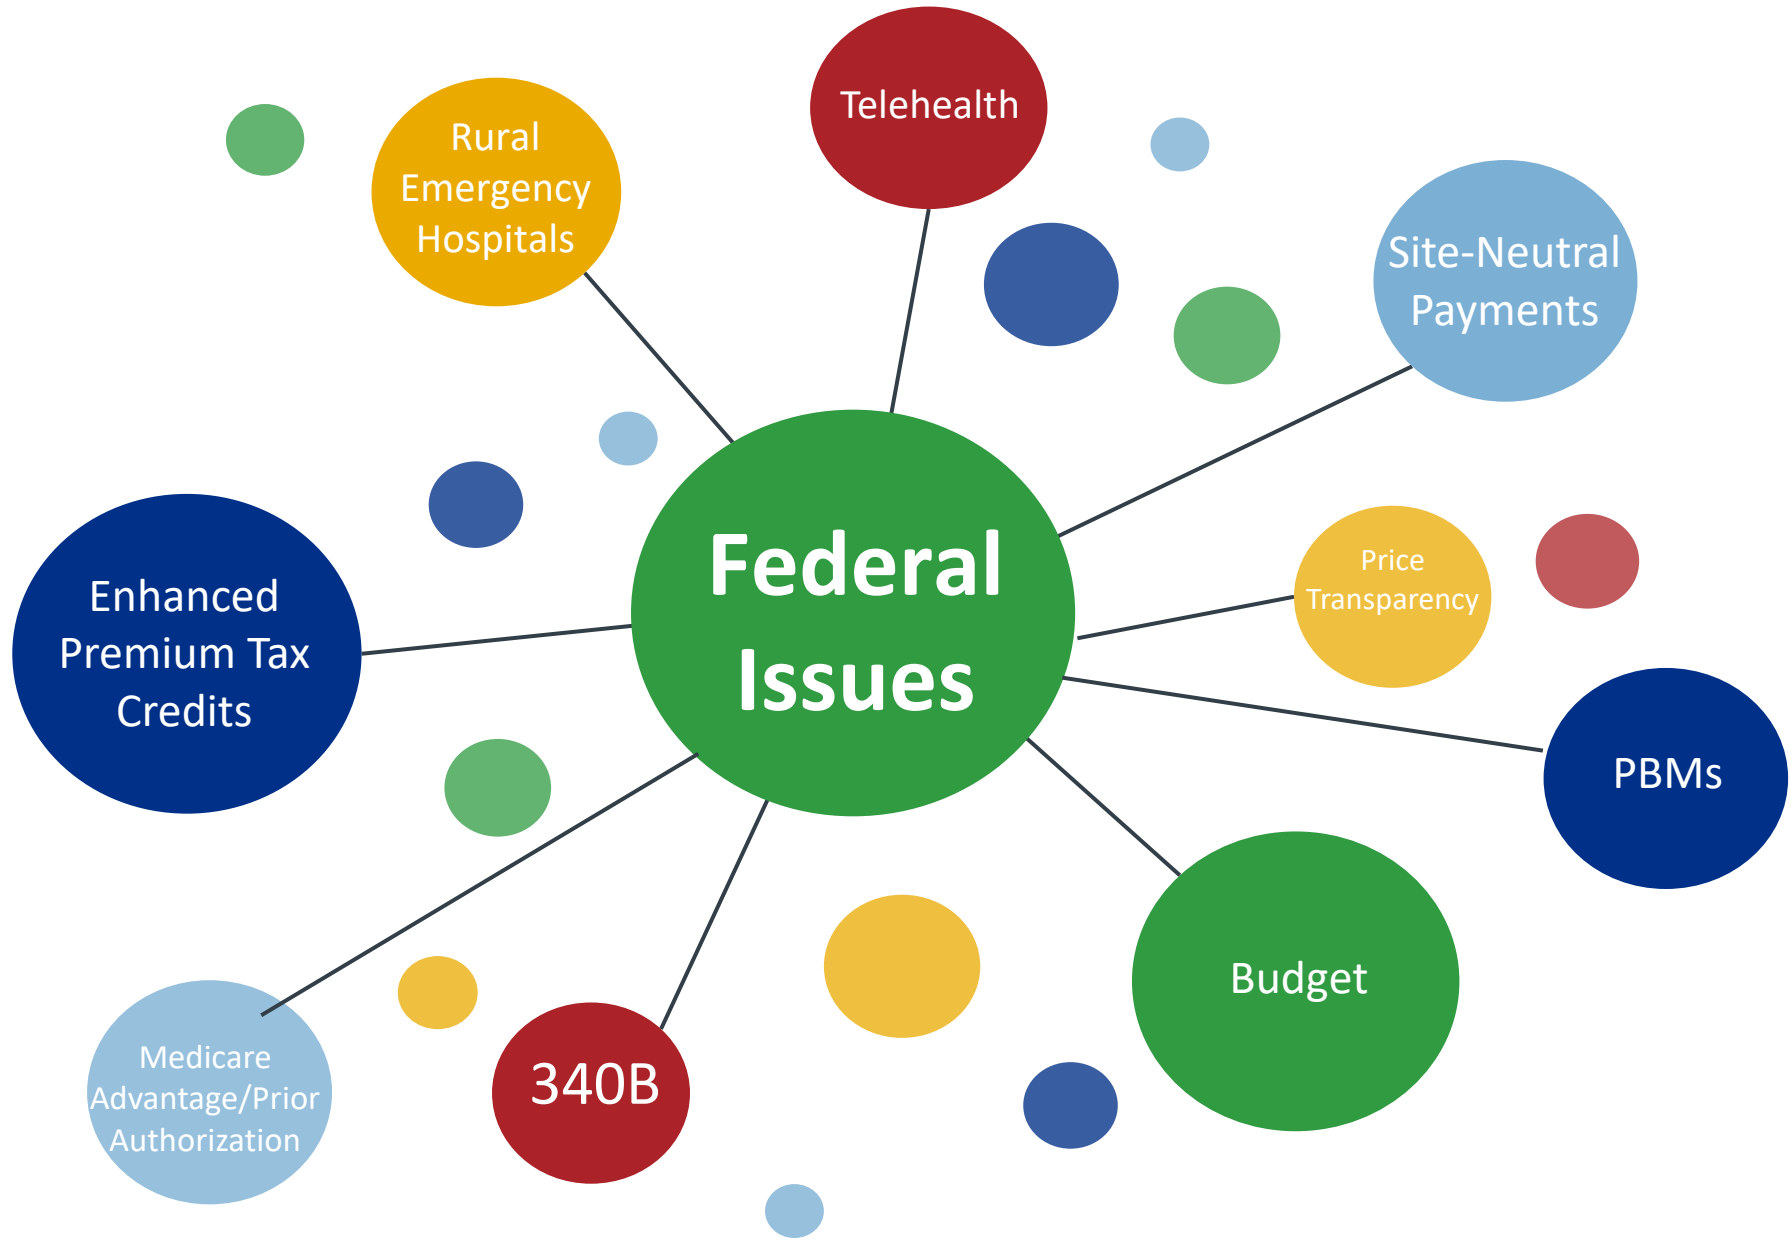 Telehealth
Rural
Emergency
Hospitals
Site-Neutral
Payments
Federal
Issues
Price
Transparency
Enhanced
Premium Tax
Credits
PBMs
Budget
Medicare
Advantage/Prior
Authorization
340B